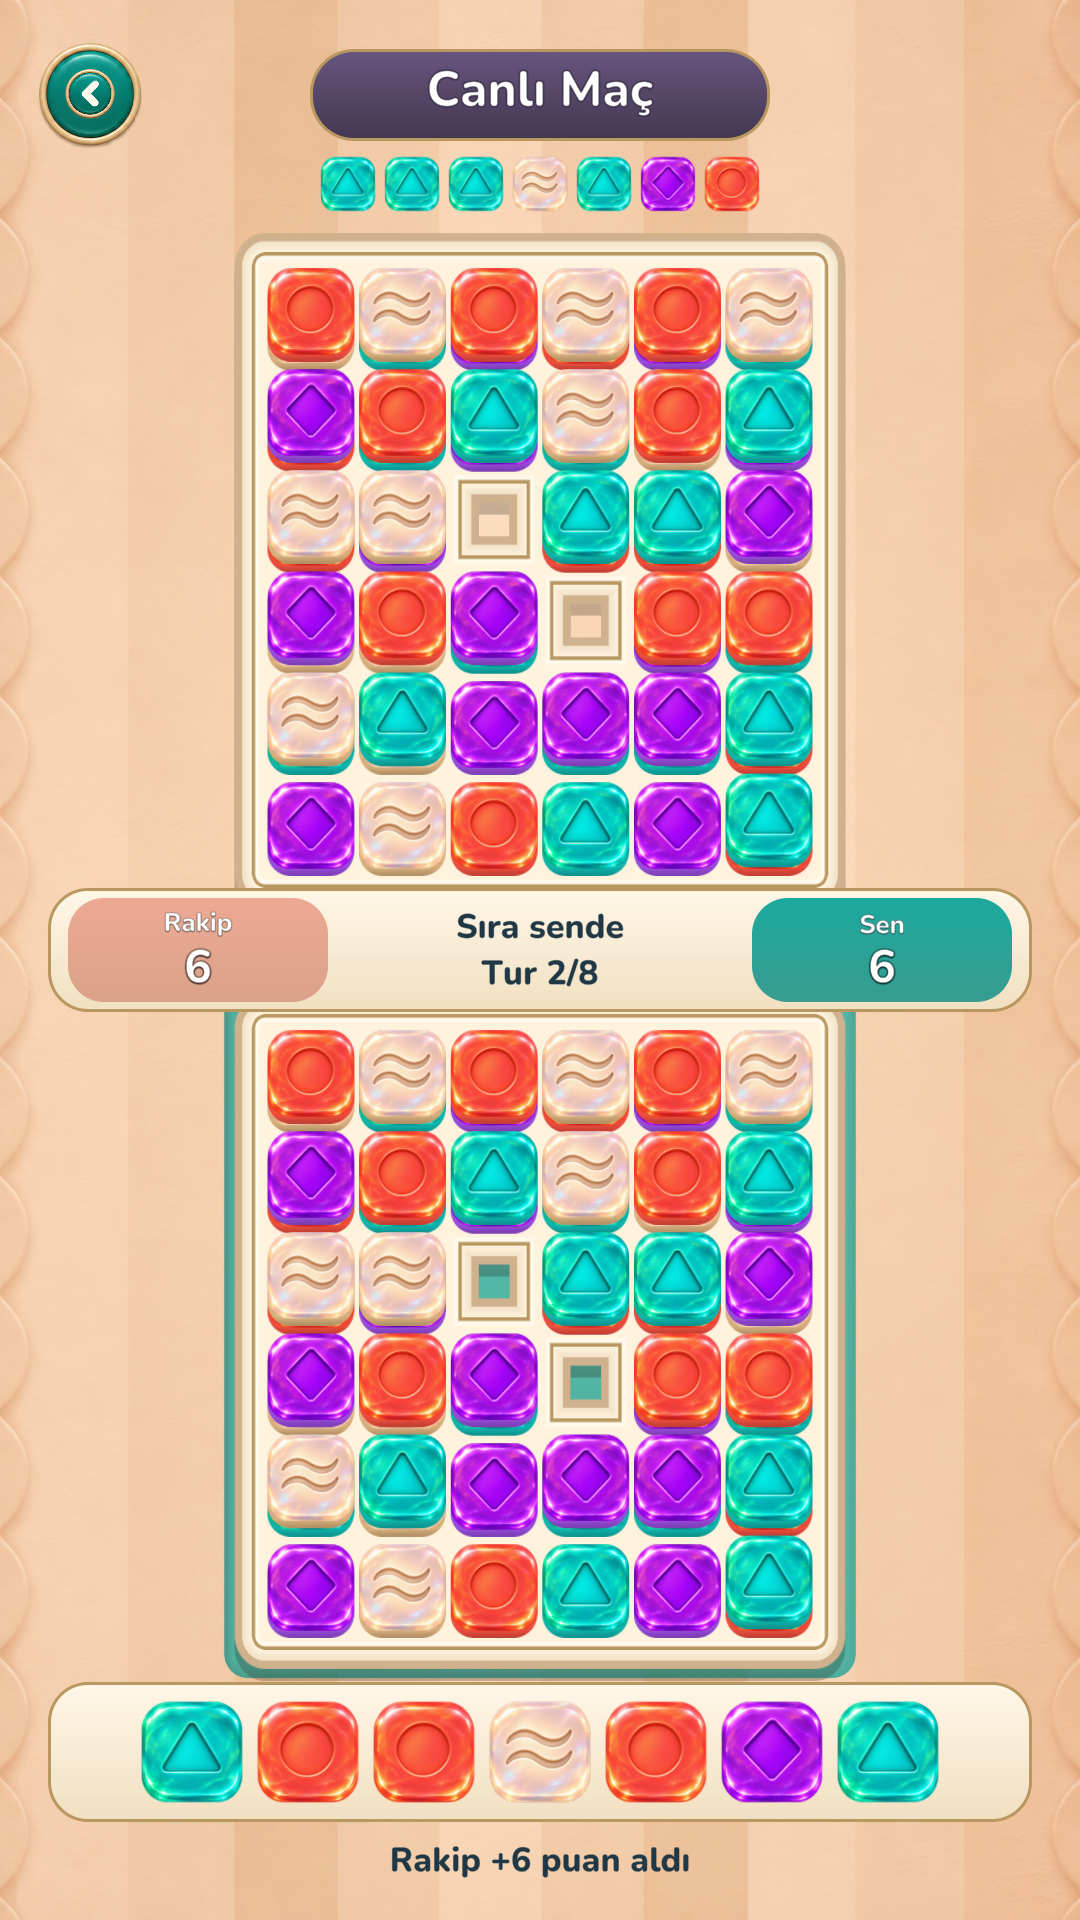 Canlı Maç
Rakip
6
Sıra sende
Tur 2/8
Sen
6
Rakip +6 puan aldı